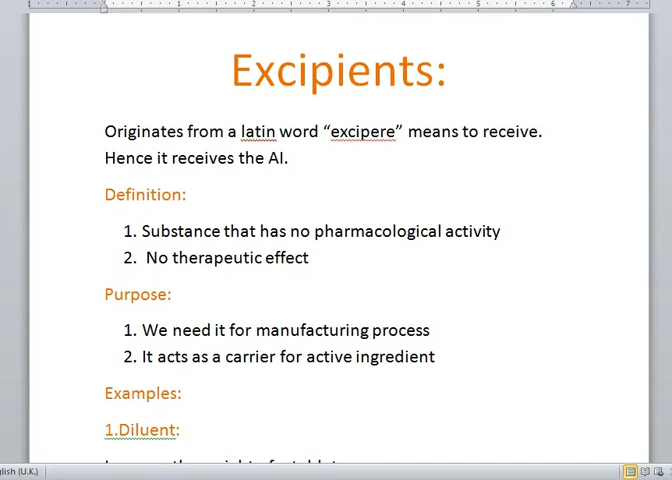 Excipients:
Originates from a latin word “excipere” means to receive.
Hence it receives the AI.
Definition:
1. Substance that has no pharmacological activity
2. No therapeutic effect
Purpose:
1. We need it for manufacturing process
2. It acts as a carrier for active ingredient
Examples:
1.Diluent:
glish (U.K.)